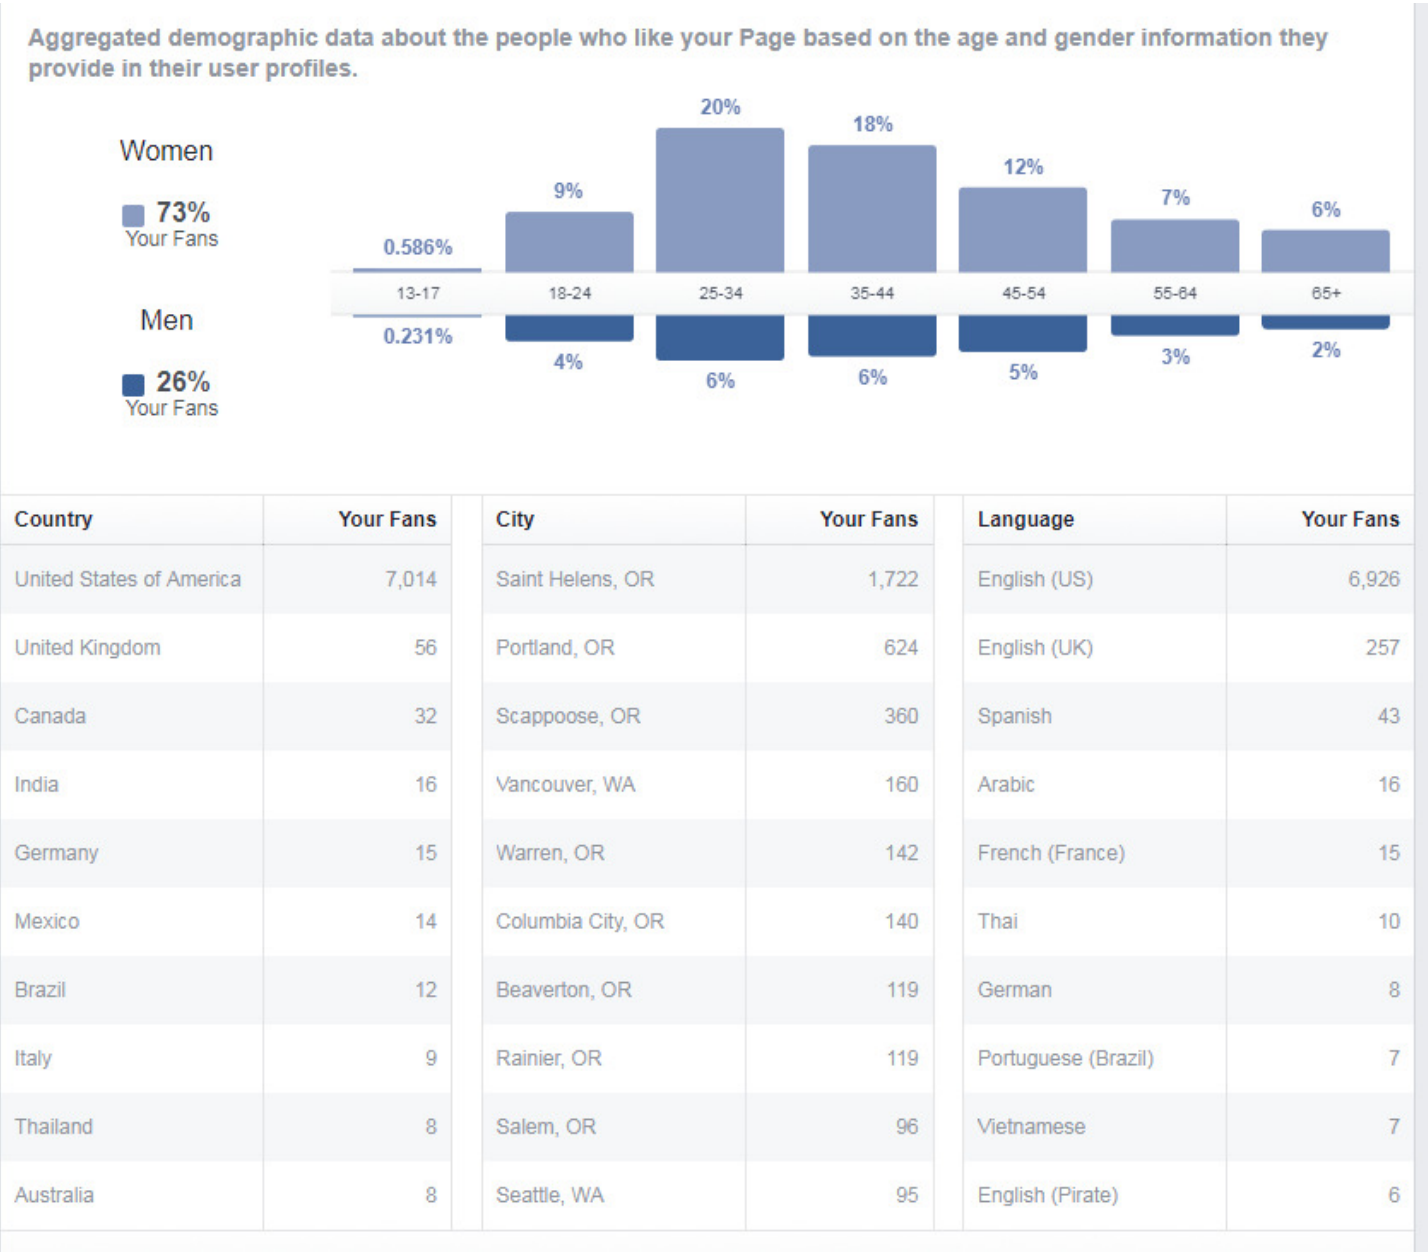 Aggregated demographic data about the people who like your Page based on the age and gender information they
provide in their user profiles.
Women
73%
Your Fans
Men
26%
Your Fans
0.586% 9% 20% 18% 12% 7% 6%
13-17 18-24 25-34 35-44 45-54 55-64 65+
0.231% 4% 6% 6% 5% 3% 2%
Country Your Fans City Your Fans Language Your Fans
United States of America 7,014 Saint Helens, OR 1,722 English (US) 6,926
United Kingdom 56 Portland, OR 624 English (UK) 257
Canada 32 Scappoose, OR 360 Spanish 43
India 16 Vancouver, WA 160 Arabic 16
Germany 15 Warren, OR 142 French (France) 15
Mexico 14 Columbia City, OR 140 Thai 10
Brazil 12 Beaverton, OR 119 German 8
Italy 9 Rainier, OR 119 Portuguese (Brazil) 7
Thailand 8 Salem, OR 96 Vietnamese 7
Australia 8 Seattle, WA 95 English (Pirate) 6